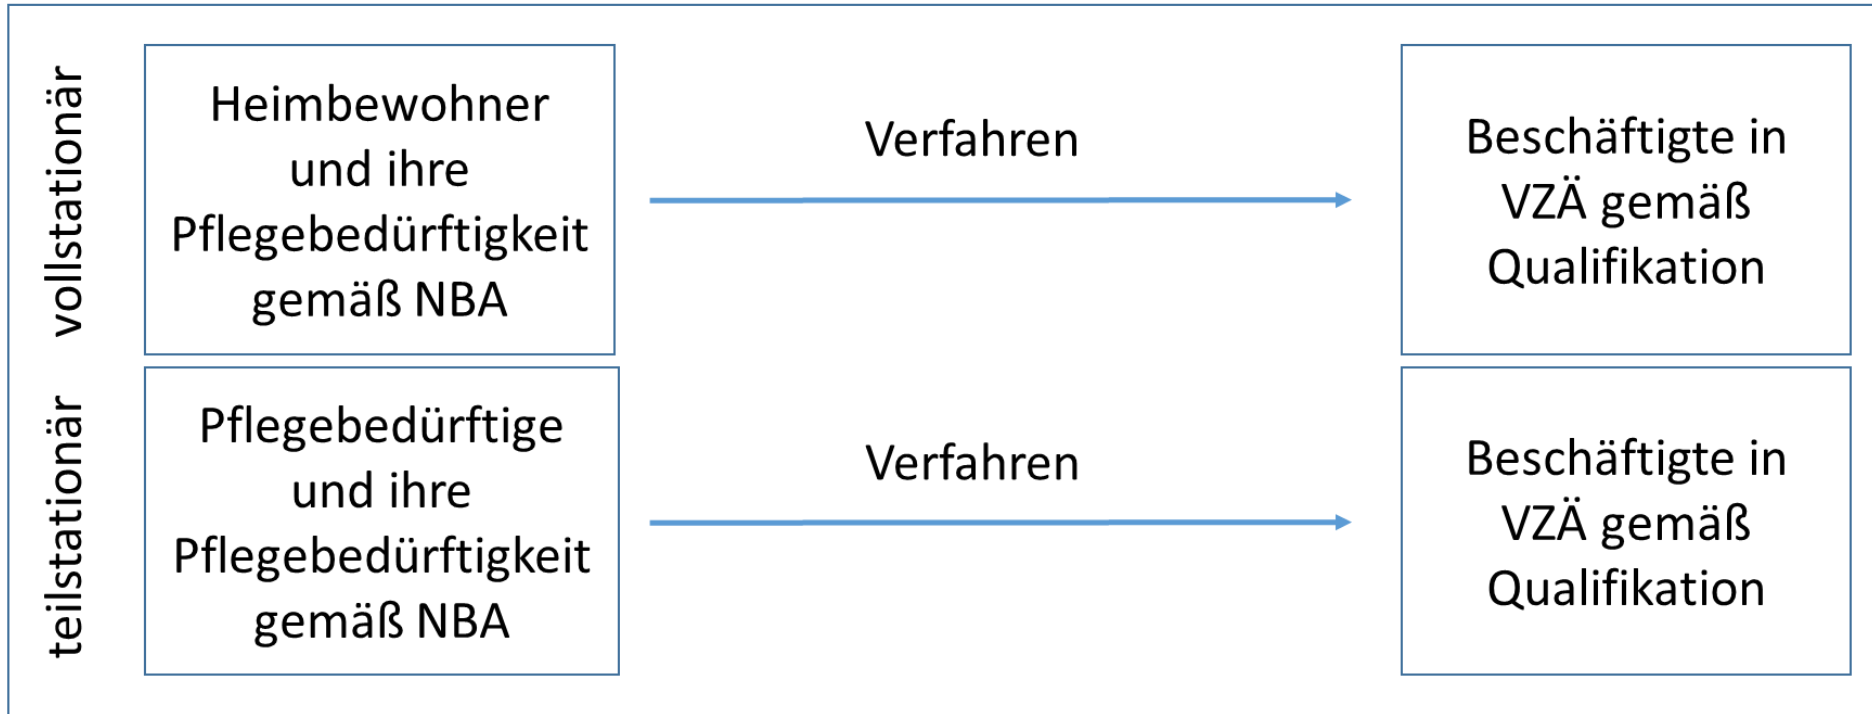 vollstationär
Heimbewohner
und ihre
Pflegebedürftigkeit
gemäß NBA
Verfahren
Beschäftigte in
VZÄ gemäß
Qualifikation
teilstationär
Pflegebedürftige
und ihre
Pflegebedürftigkeit
gemäß NBA
Verfahren
Beschäftigte in
VZÄ gemäß
Qualifikation